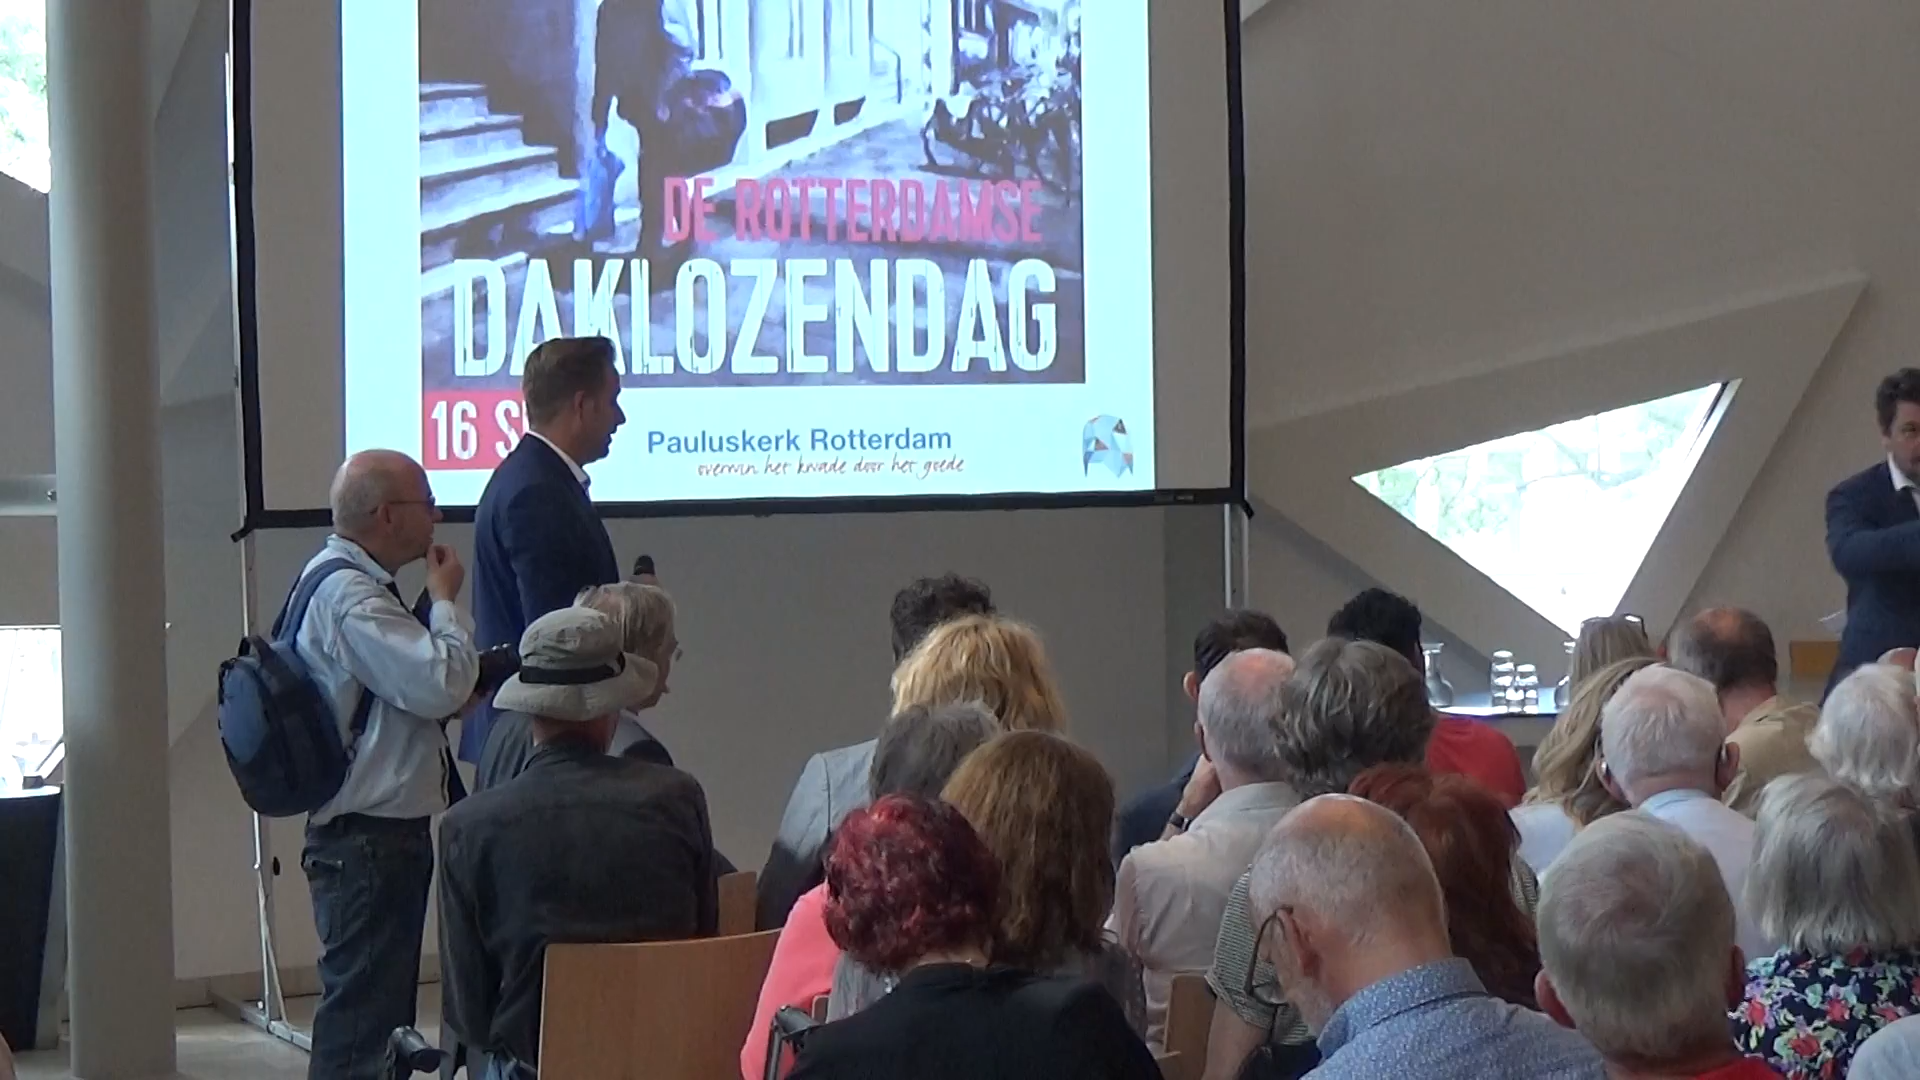 DE ROTTERDAMSE
DAKLOZENDAG
16 S
Pauluskerk Rotterdam
overwin het kwade door het goede